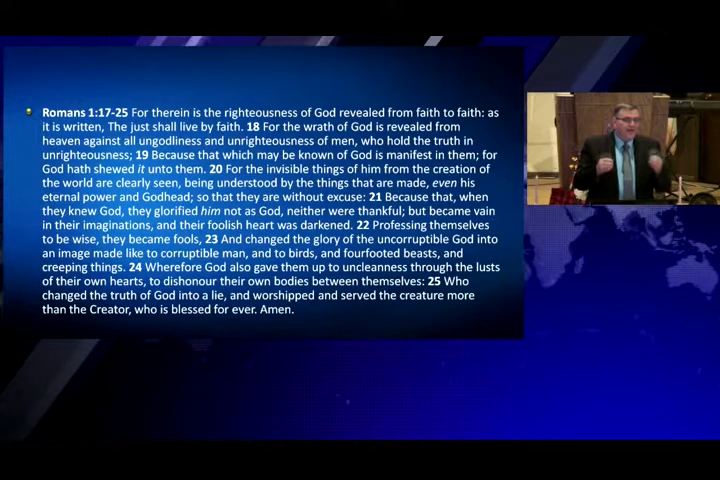 Romans 1:17-25 For therein is the righteousness of God revealed from faith to faith: as
it is written, The just shall live by faith. 18 For the wrath of God is revealed from
heaven against all ungodliness and unrighteousness of men, who hold the truth in
unrighteousness; 19 Because that which may be known of God is manifest in them; for
God hath shewed it unto them. 20 For the invisible things of him from the creation of
the world are clearly seen, being understood by the things that are made, even his
eternal power and Godhead; so that they are without excuse: 21 Because that, when
they knew God, they glorified him not as God, neither were thankful; but became vain
in their imaginations, and their foolish heart was darkened. 22 Professing themselves
to be wise, they became fools, 23 And changed the glory of the uncorruptible God into
an image made like to corruptible man, and to birds, and fourfooted beasts, and
creeping things. 24 Wherefore God also gave them up to uncleanness through the lusts
of their own hearts, to dishonour their own bodies between themselves: 25 Who
changed the truth of God into a lie, and worshipped and served the creature more
than the Creator, who is blessed for ever. Amen.